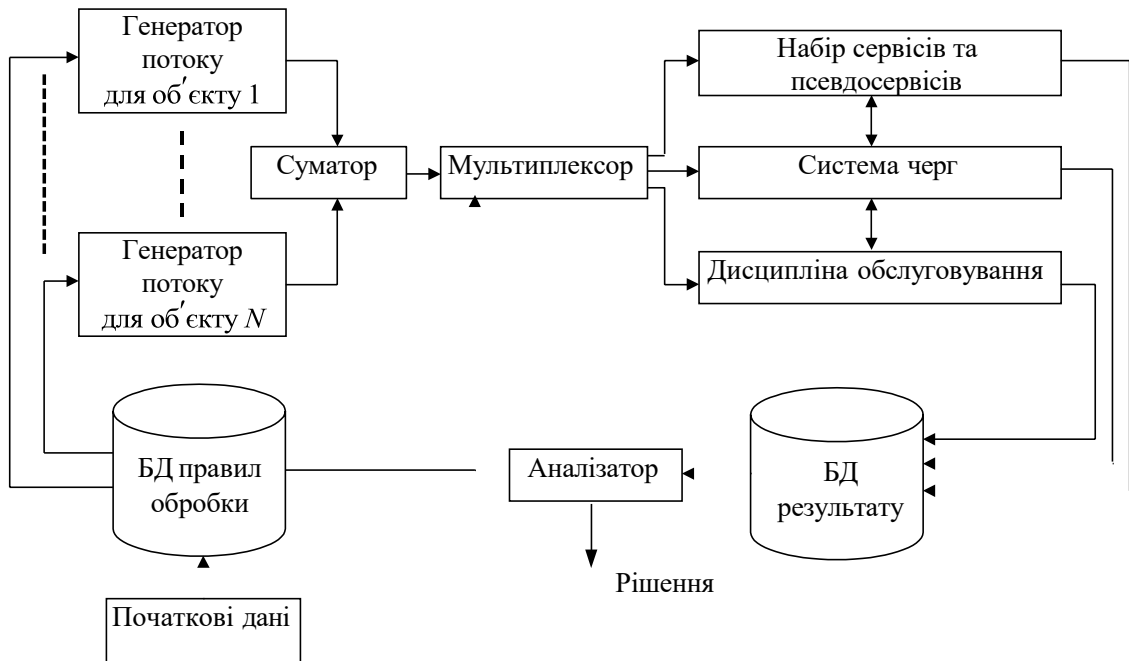 Генератор
потоку
для об'єкту 1
Набір сервісів та
псевдосервісів
Суматор
Мультиплексор
Система черг
Генератор
потоку
для об'єкту N
Дисципліна обслуговування
БД правил
обробки
Аналізатор
БД
результату
Рішення
Початкові дані